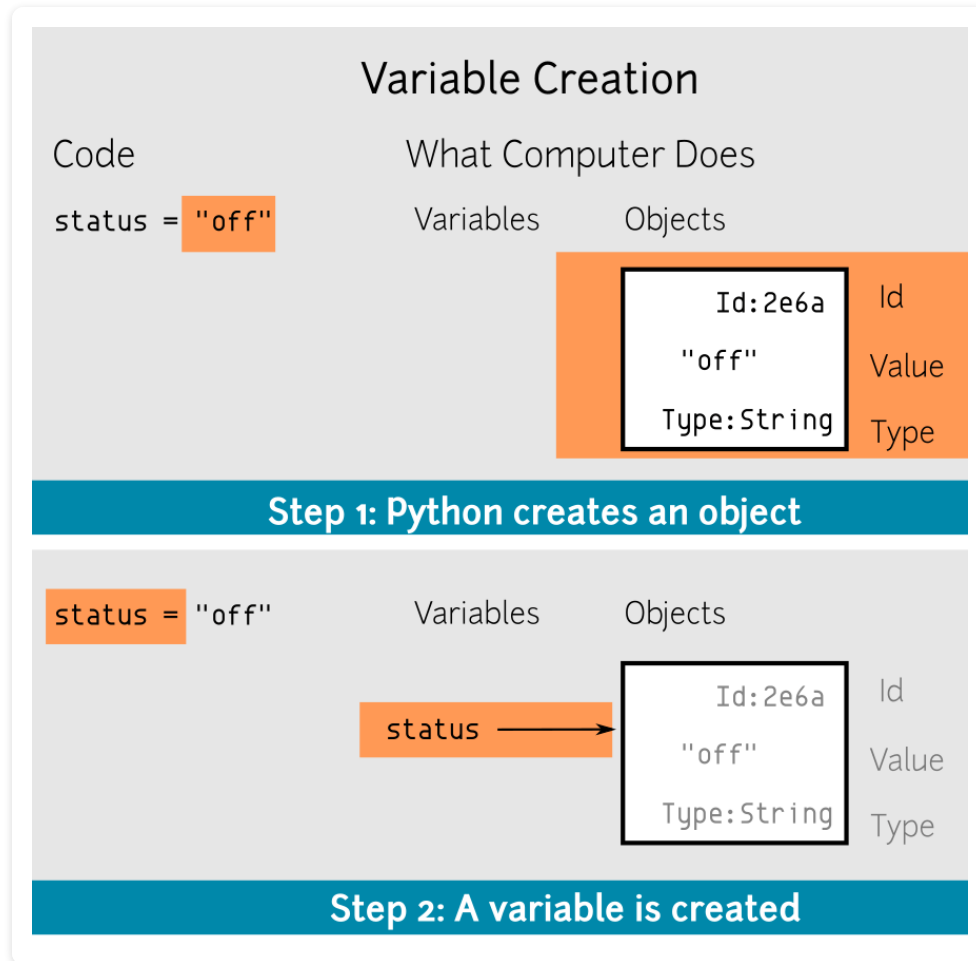 Variable Creation
Code What Computer Does
status = "off" Variables Objects
Id:2e6a Id
"off" Value
Type:String Type
Step 1: Python creates an object
status = "off" Variables Objects
Id:2e6a Id
status "off" Value
Type:String Type
Step 2: A variable is created